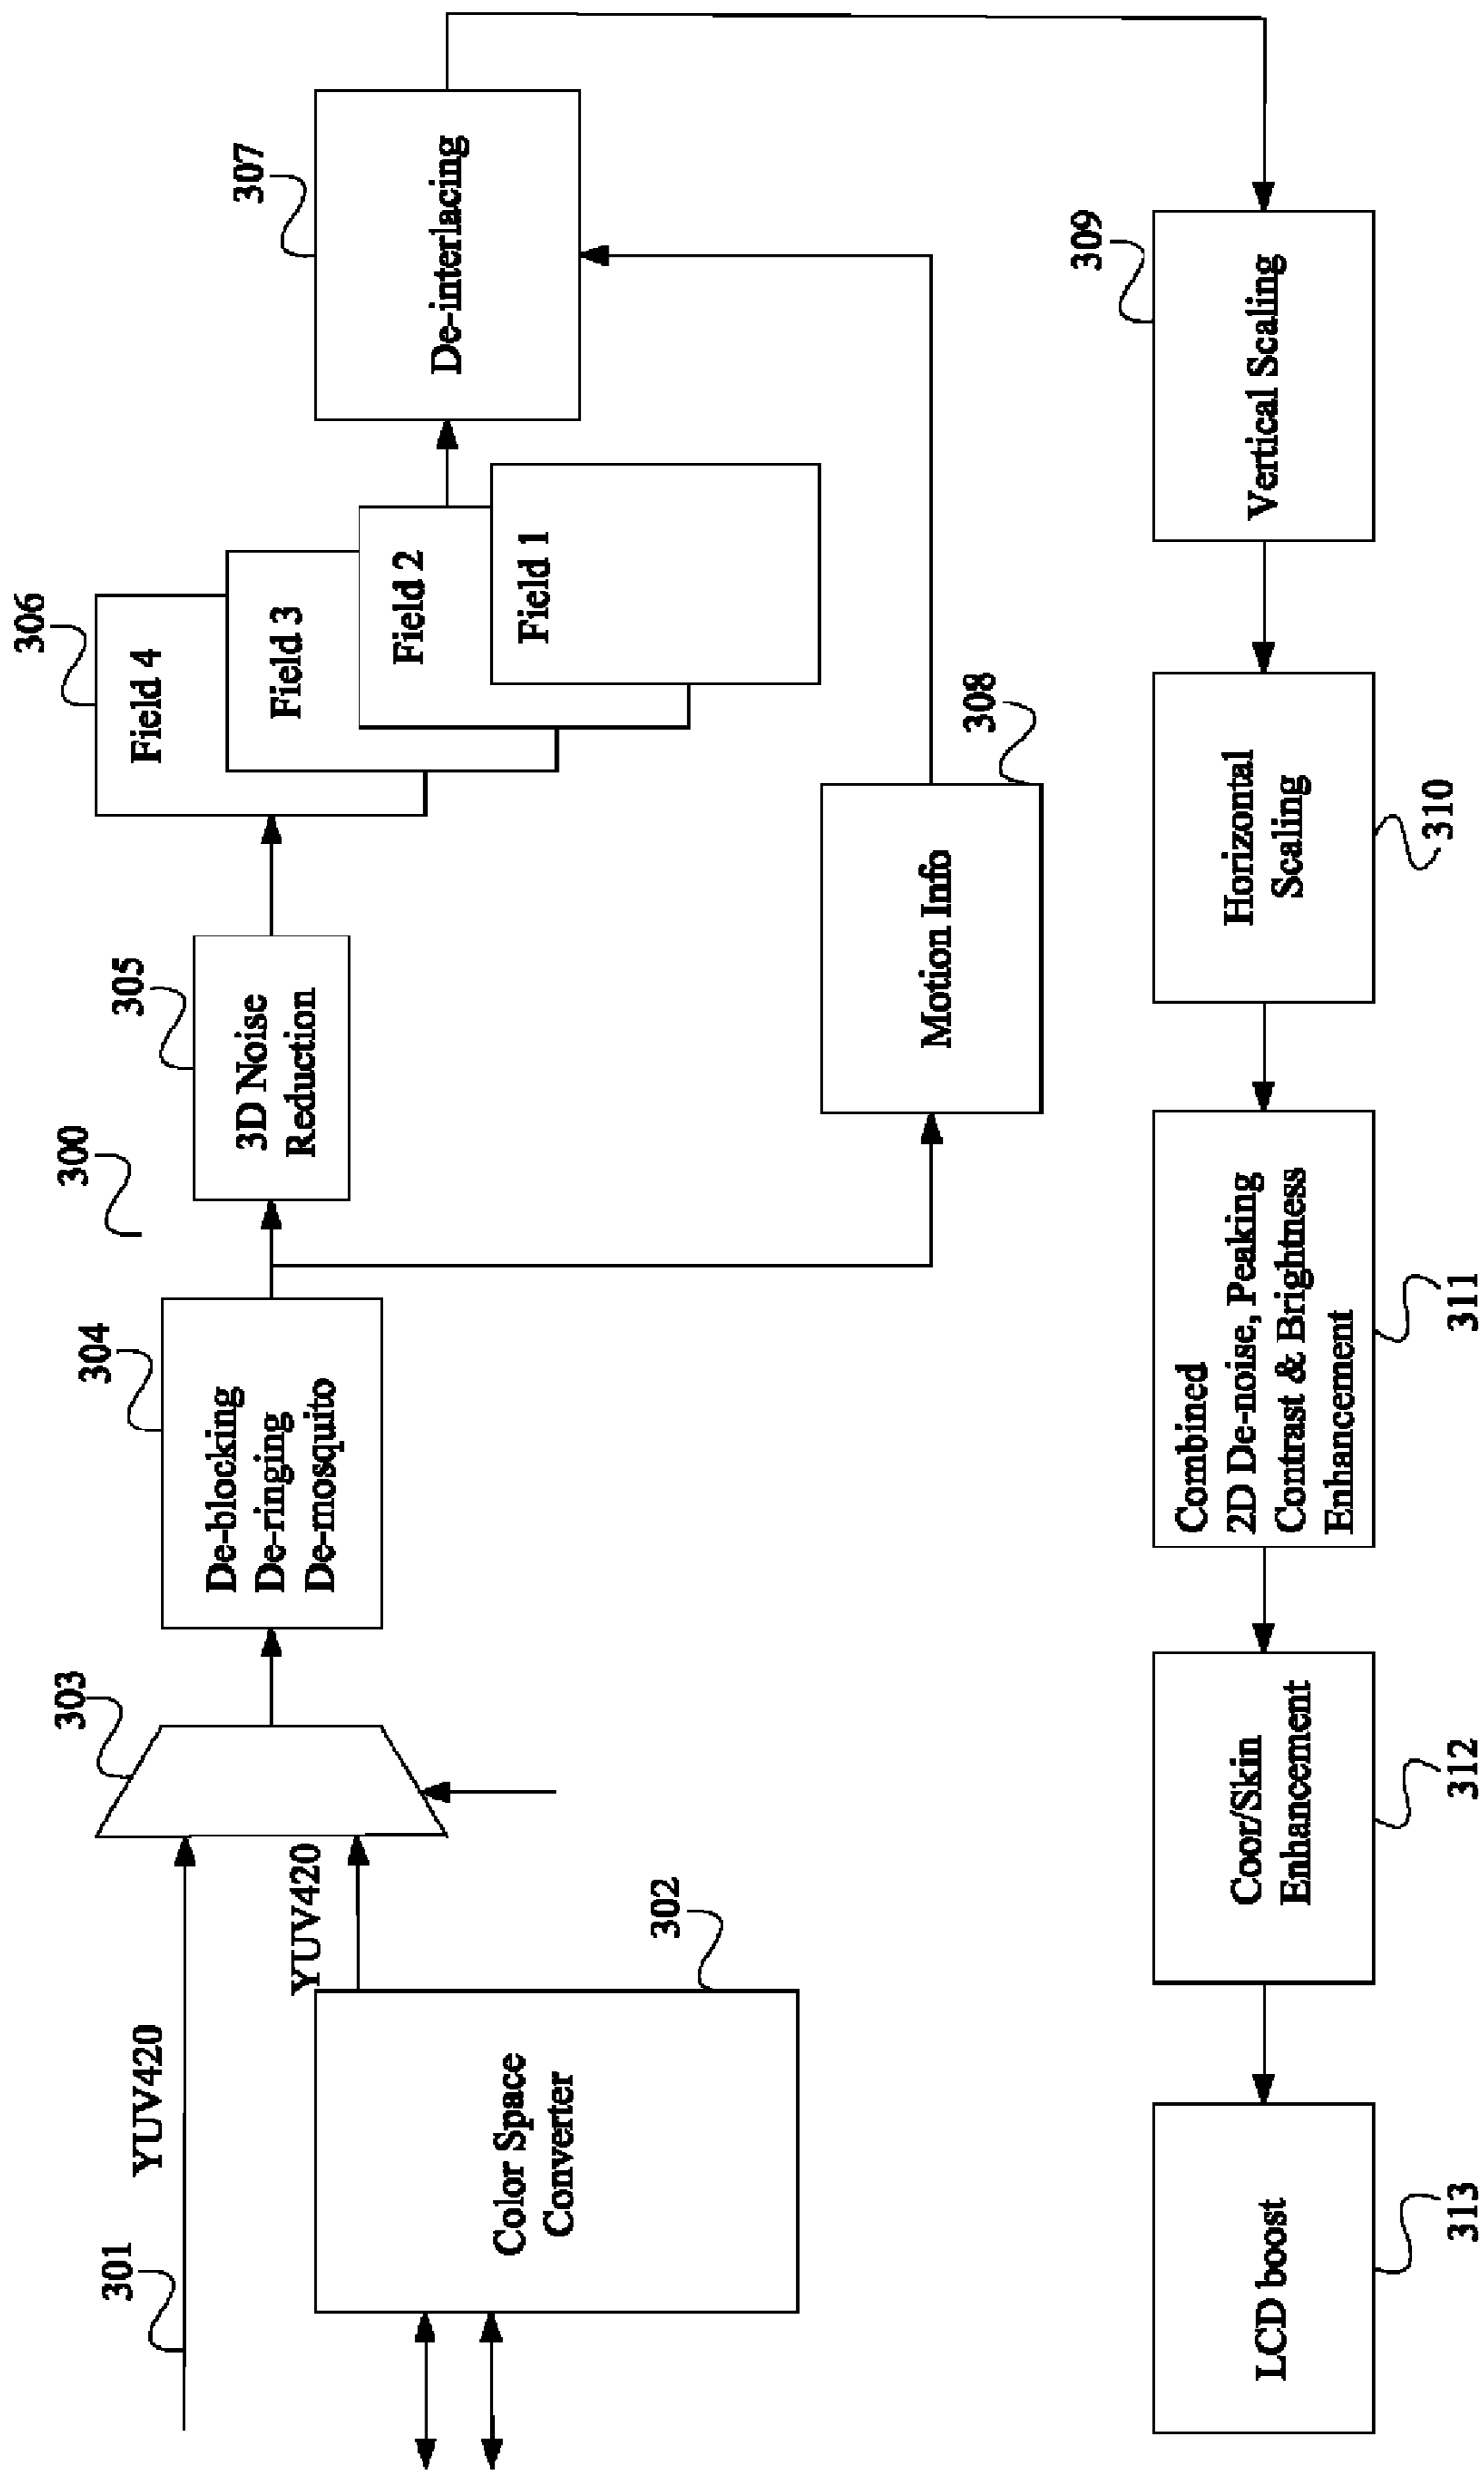 300
301
YUV420
302
Color Space
Converter
YUV420
303
304
De-blocking
De-ringing
De-mosquito
305
3D Noise
Reduction
306
Field 4
Field 3
Field 2
Field 1
307
De-interlacing
308
Motion Info
309
Vertical Scaling
310
Horizontal
Scaling
311
Combined
2D De-noise, Peaking
Contrast & Brightness
Enhancement
312
Coor/Skin
Enhancement
313
LCD boost